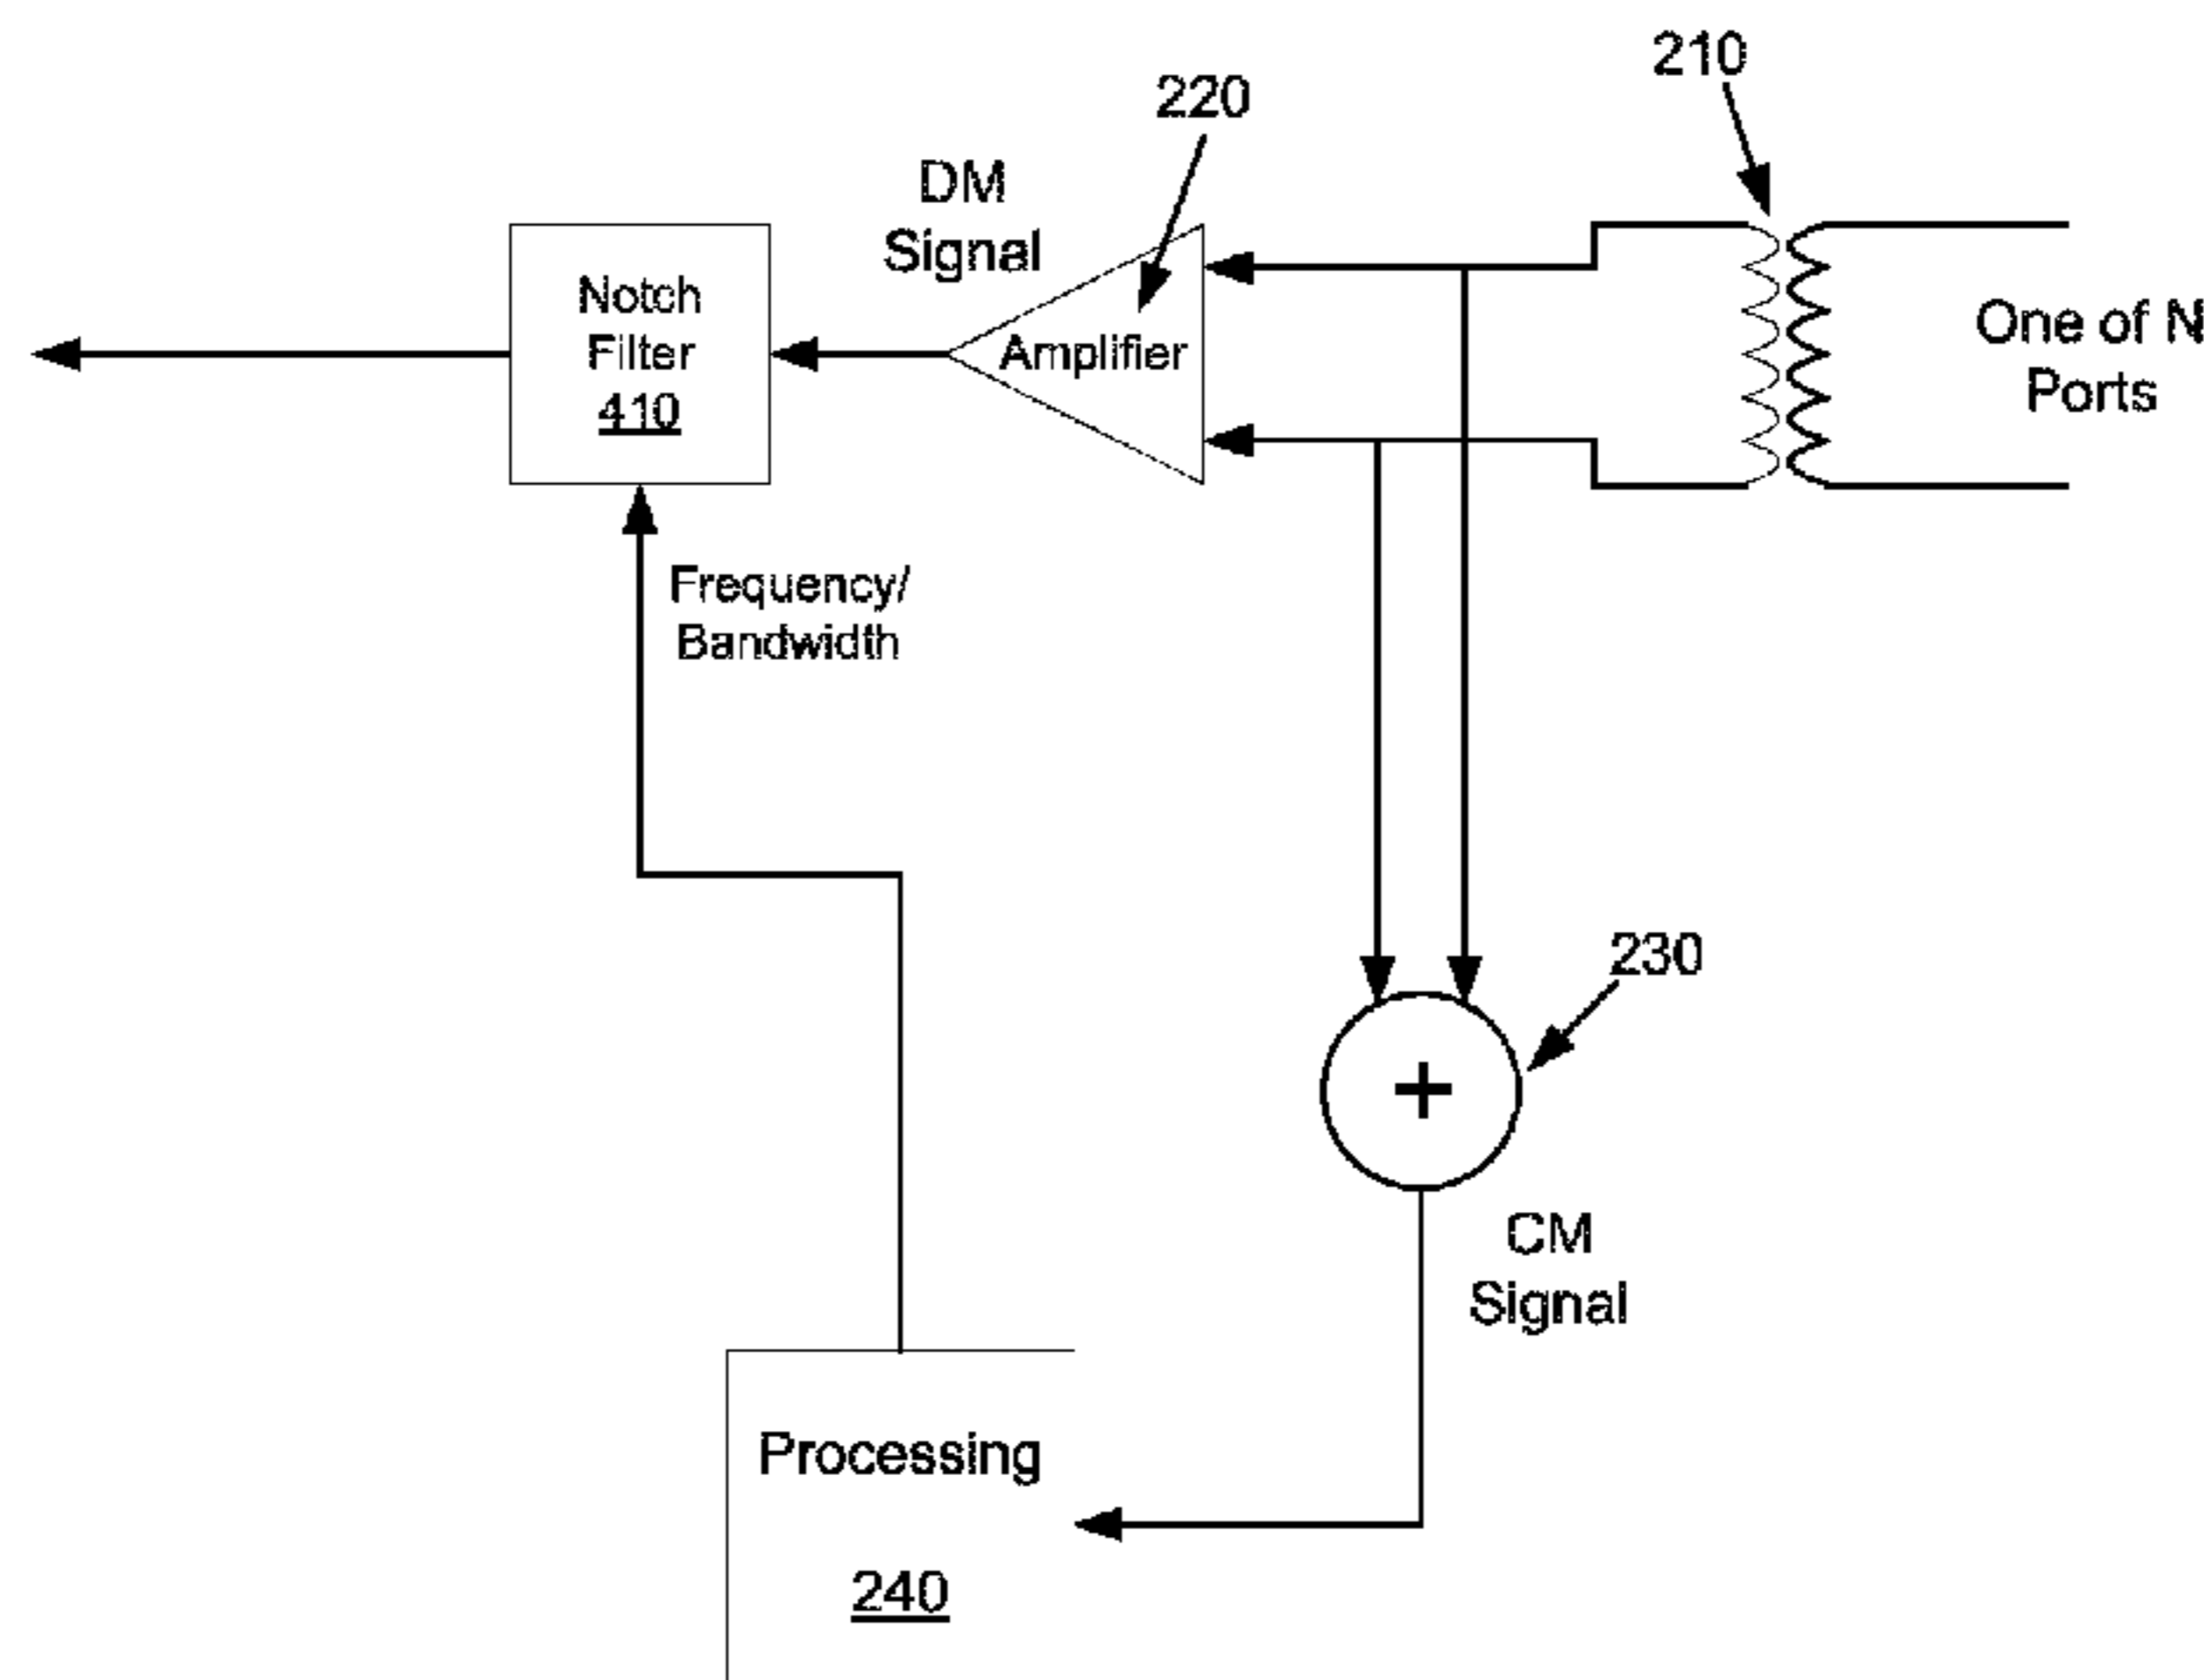 210
220
DM
Signal
Notch
Filter
410
Amplifier
One of N
Ports
Frequency/
Bandwidth
230
+
CM
Signal
Processing
240